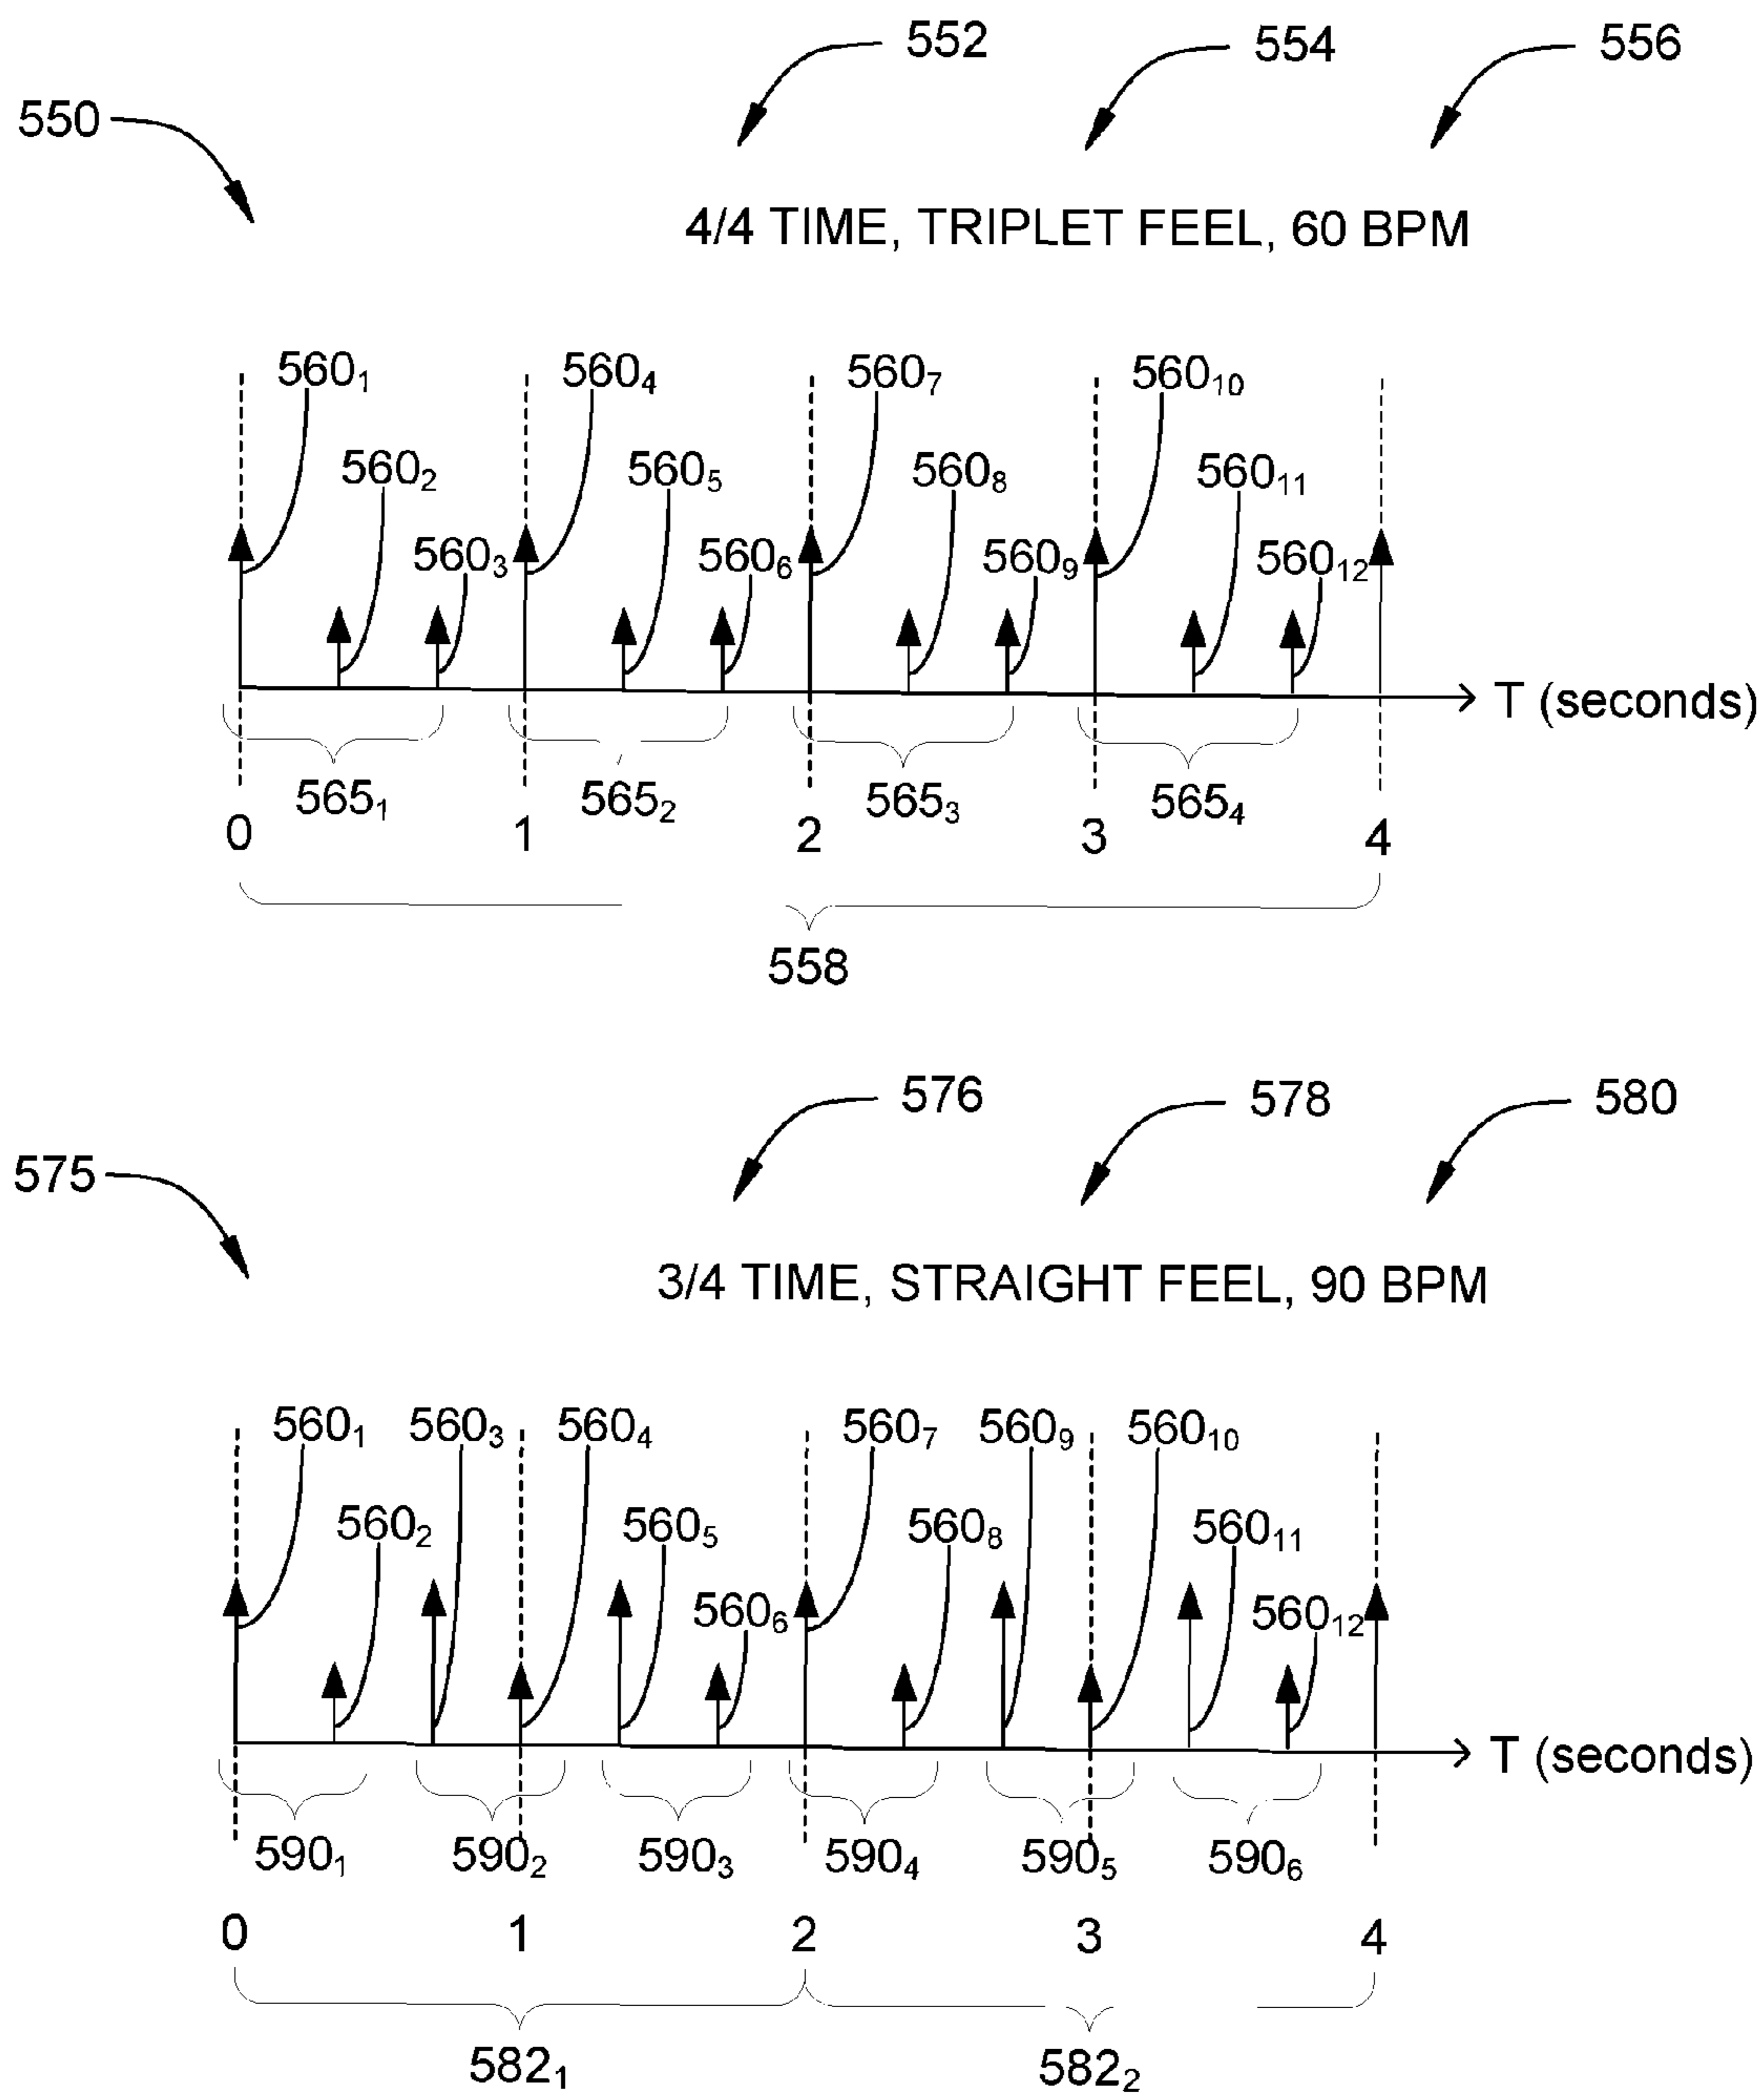 552 554 556
550
4/4 TIME, TRIPLET FEEL, 60 BPM
560₁ 560₄ 560₇ 560₁₀
560₂ 560₅ 560₈ 560₁₁
560₃ 560₆ 560₉ 560₁₂
T (seconds)
565₁ 565₂ 565₃ 565₄
0 1 2 3 4
558
576 578 580
575
3/4 TIME, STRAIGHT FEEL, 90 BPM
560₁ 560₃ 560₄ 560₇ 560₉ 560₁₀
560₂ 560₅ 560₈ 560₁₁
560₆ 560₁₂
T (seconds)
590₁ 590₂ 590₃ 590₄ 590₅ 590₆
0 1 2 3 4
582₁ 582₂